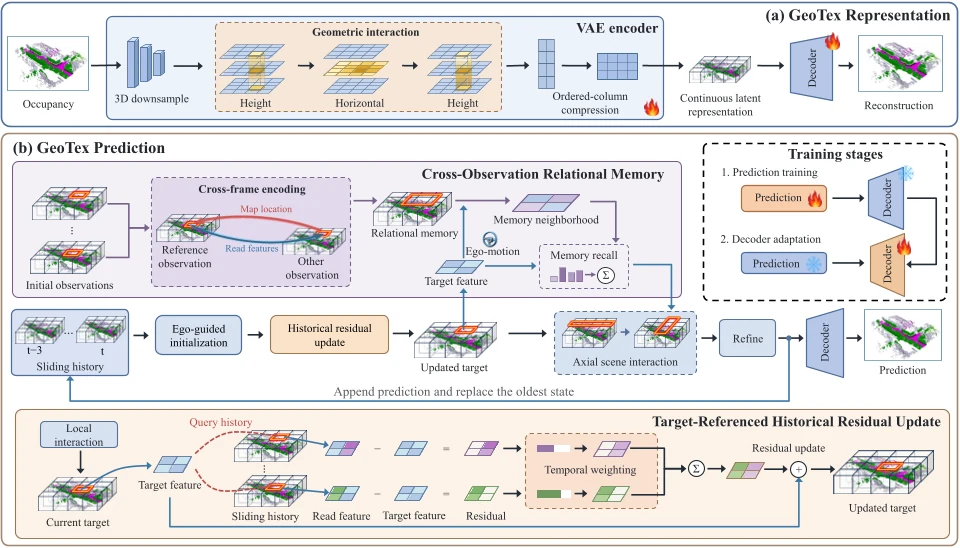 (a) GeoTex Representation
VAE encoder
Geometric interaction
Occupancy
3D downsample
Height
Horizontal
Height
Ordered-column
compression
Continuous latent
representation
Decoder
Reconstruction
(b) GeoTex Prediction
Cross-Observation Relational Memory
Initial observations
Cross-frame encoding
Map location
Read features
Reference
observation
Other
observation
Relational memory
Memory neighborhood
Ego-motion
Target feature
Memory recall
Σ
Training stages
1. Prediction training
Prediction
Decoder
2. Decoder adaptation
Prediction
Decoder
t−3
...
t
Sliding history
Ego-guided
initialization
Historical residual
update
Updated target
Axial scene interaction
Refine
Decoder
Prediction
Append prediction and replace the oldest state
Target-Referenced Historical Residual Update
Local
interaction
Current target
Target feature
Query history
Sliding history
Read feature
−
−
Target feature
=
=
Residual
Temporal weighting
Σ
Residual update
+
Updated target